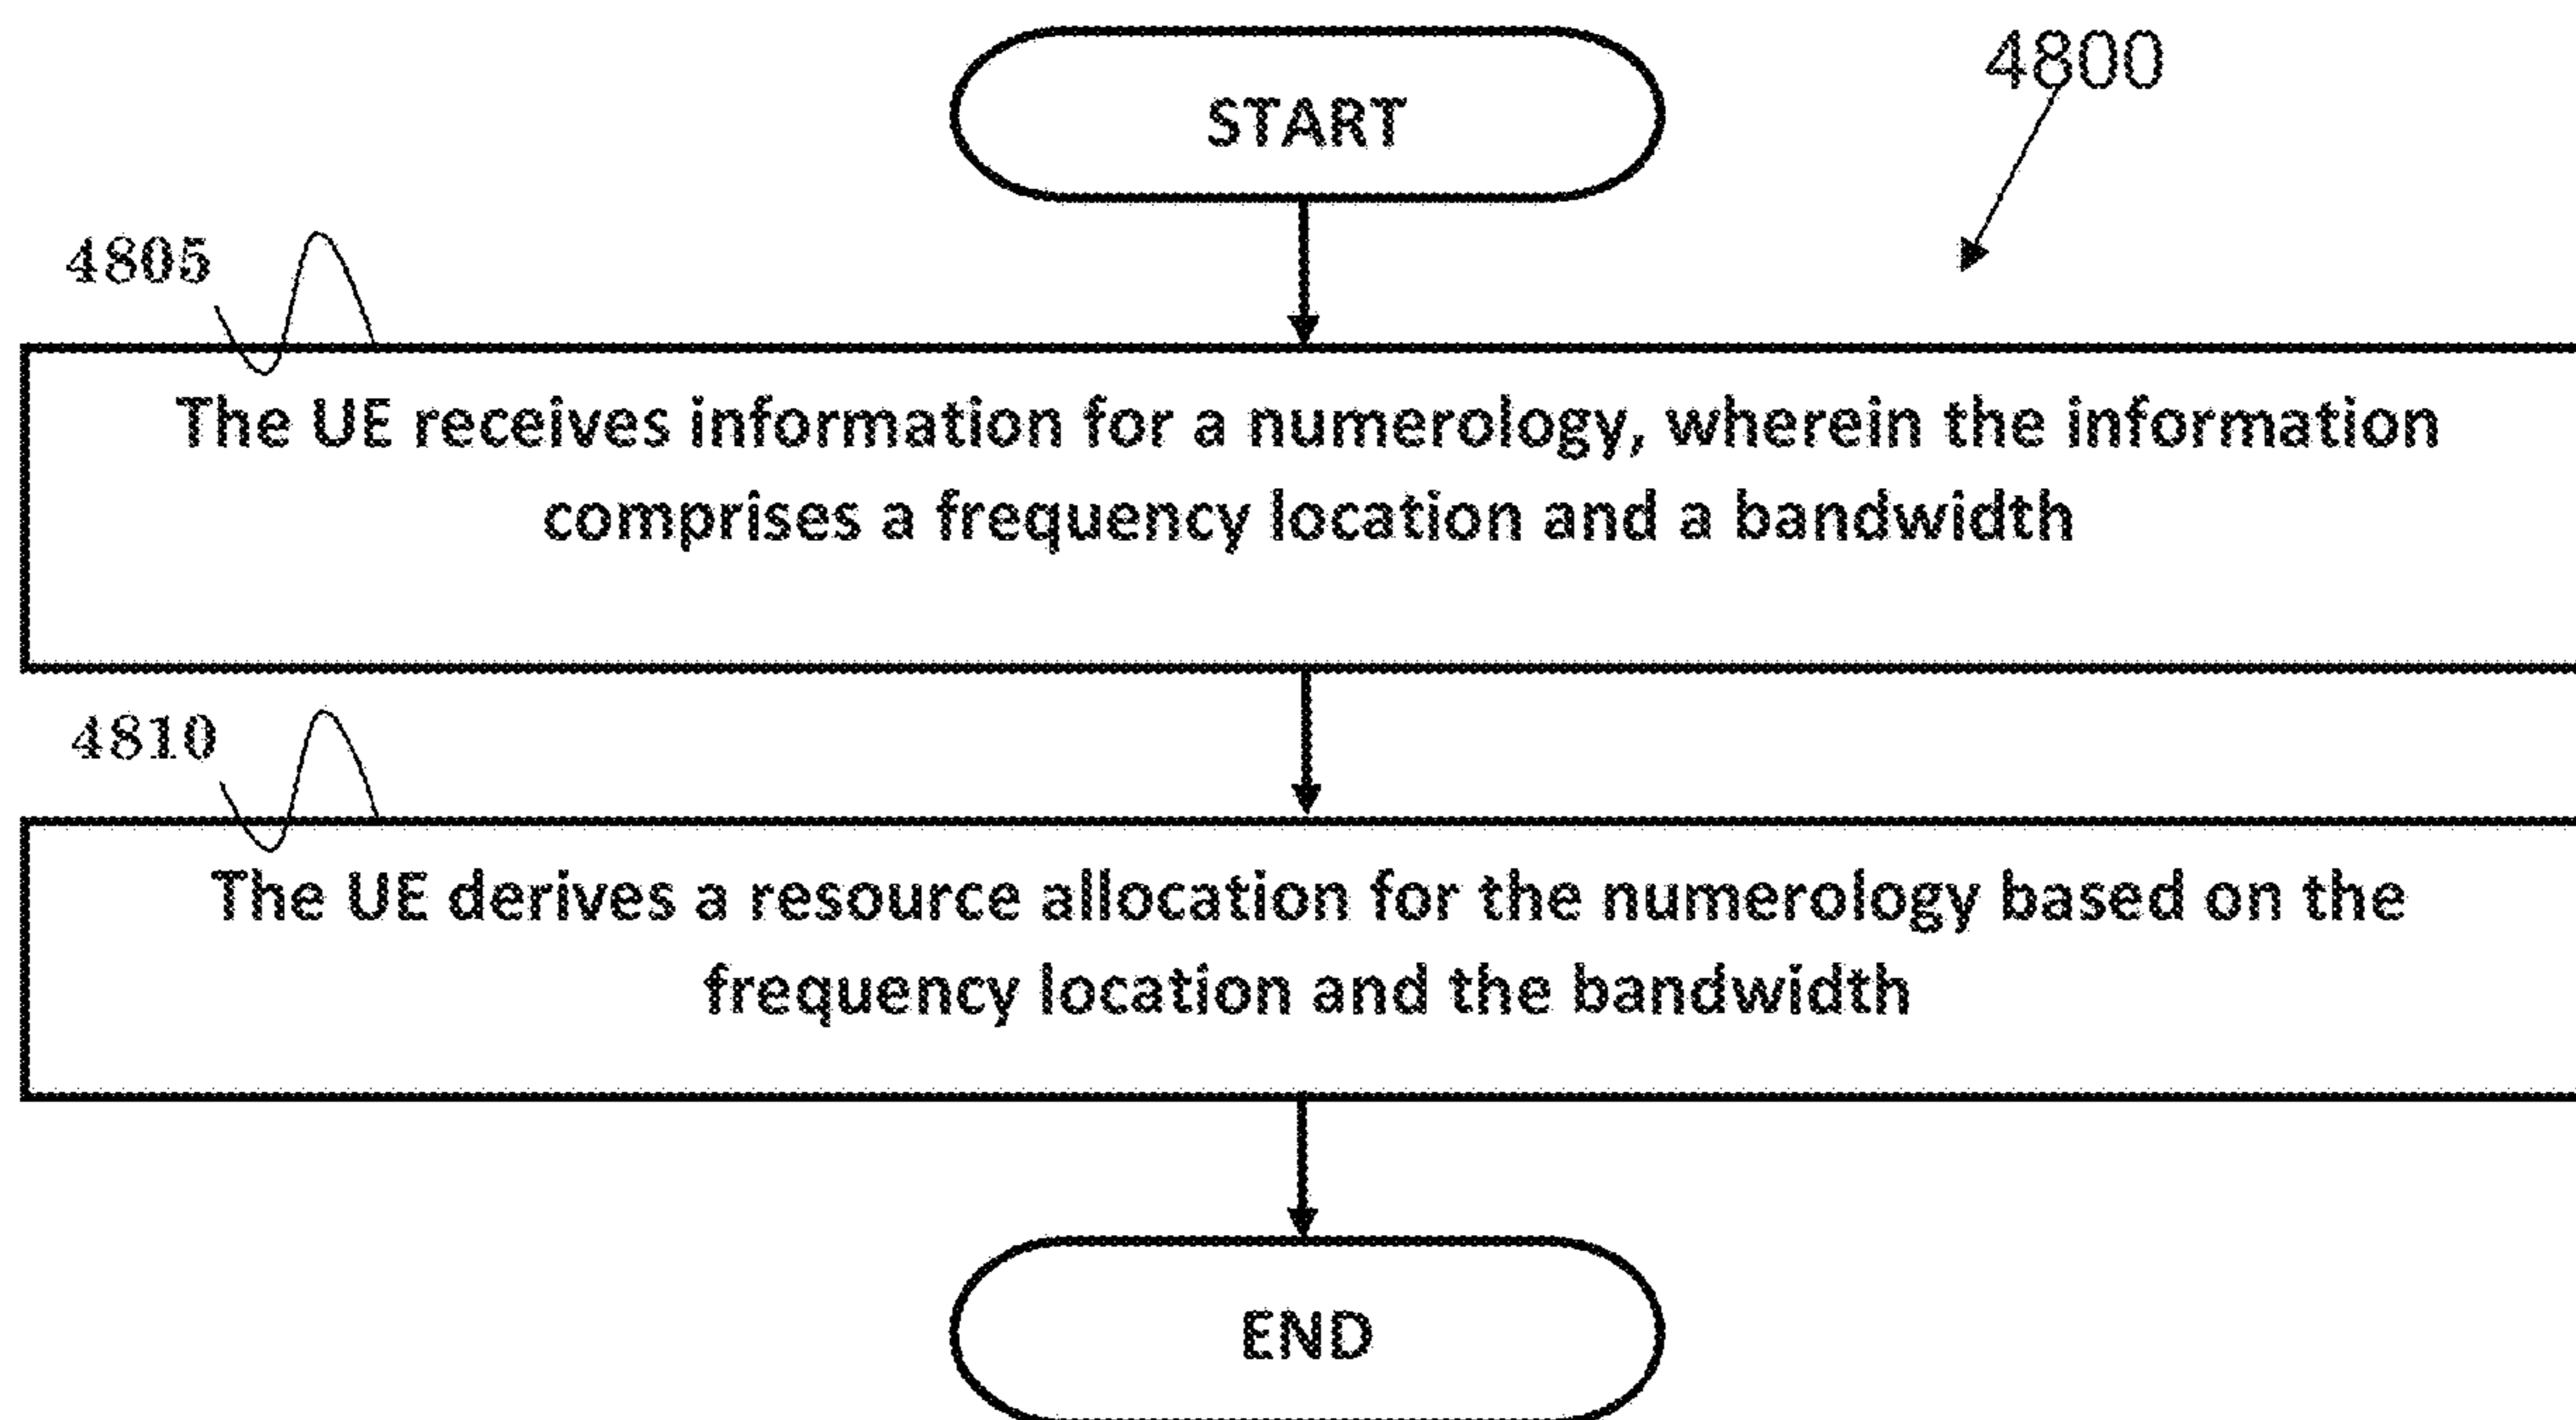 START
4800
4805
The UE receives information for a numerology, wherein the information
comprises a frequency location and a bandwidth
4810
The UE derives a resource allocation for the numerology based on the
frequency location and the bandwidth
END